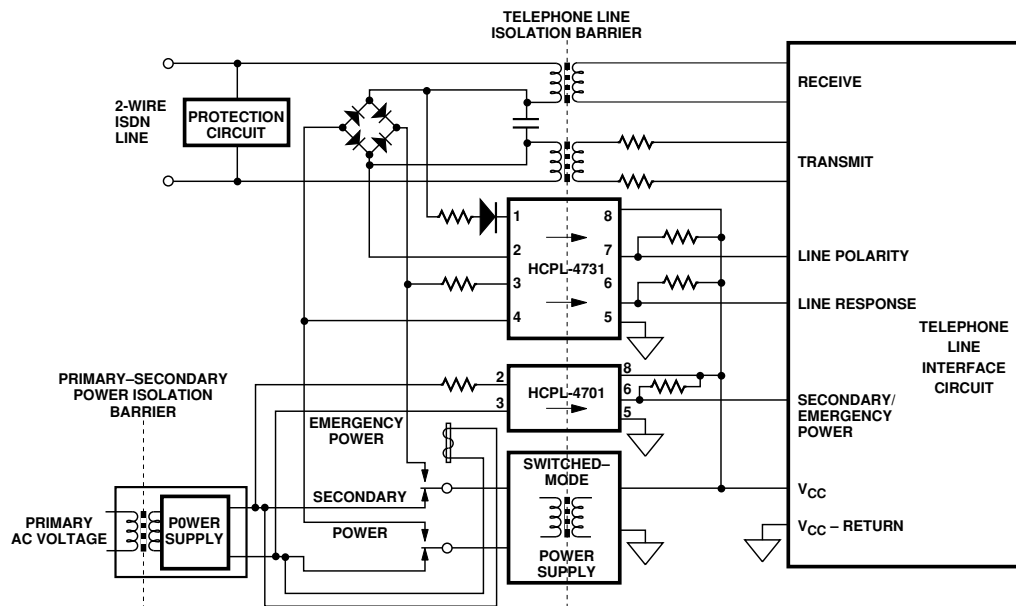 TELEPHONE LINE
ISOLATION BARRIER
2-WIRE
ISDN
LINE
PROTECTION
CIRCUIT
RECEIVE
TRANSMIT
1
8
2
7
HCPL-4731
3
6
4
5
LINE POLARITY
LINE RESPONSE
TELEPHONE
LINE
INTERFACE
CIRCUIT
PRIMARY–SECONDARY
POWER ISOLATION
BARRIER
2
8
HCPL-4701
6
3
5
SECONDARY/
EMERGENCY
POWER
EMERGENCY
POWER
SECONDARY
POWER
SWITCHED–
MODE
POWER
SUPPLY
PRIMARY
AC VOLTAGE
P0WER
SUPPLY
VCC
VCC – RETURN